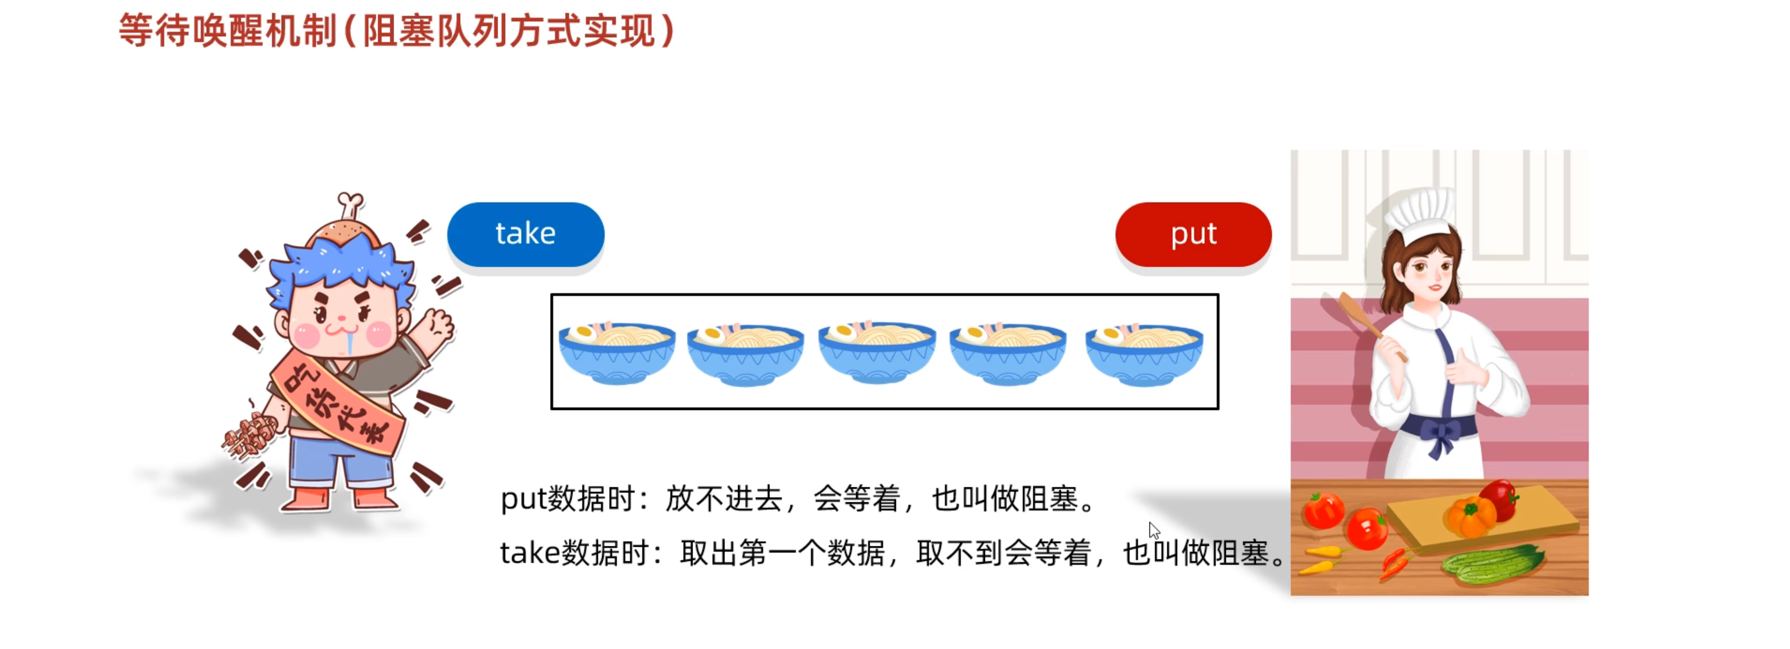 等待唤醒机制(阻塞队列方式实现)
take
put
吃货代表
put数据时：放不进去，会等着，也叫做阻塞。
take数据时：取出第一个数据，取不到会等着，也叫做阻塞。